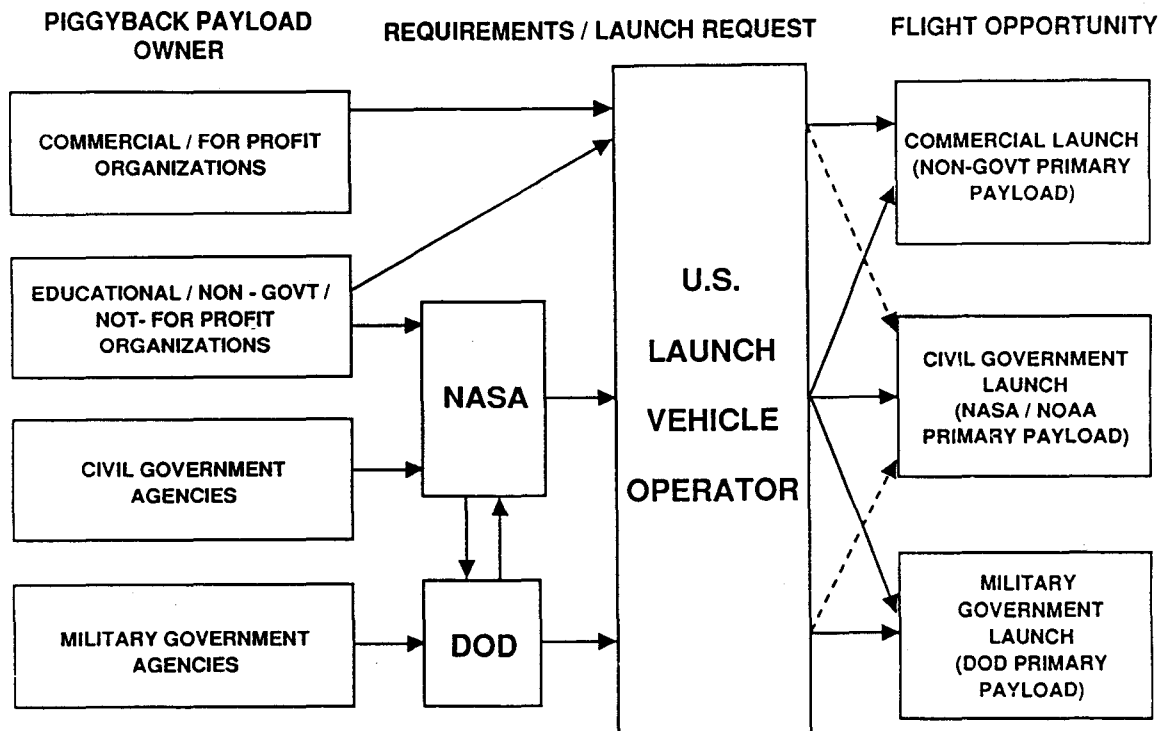 PIGGYBACK PAYLOAD
OWNER
REQUIREMENTS / LAUNCH REQUEST
FLIGHT OPPORTUNITY
COMMERCIAL / FOR PROFIT
ORGANIZATIONS
EDUCATIONAL / NON - GOVT /
NOT- FOR PROFIT
ORGANIZATIONS
CIVIL GOVERNMENT
AGENCIES
MILITARY GOVERNMENT
AGENCIES
NASA
DOD
U.S.
LAUNCH
VEHICLE
OPERATOR
COMMERCIAL LAUNCH
(NON-GOVT PRIMARY
PAYLOAD)
CIVIL GOVERNMENT
LAUNCH
(NASA / NOAA
PRIMARY PAYLOAD)
MILITARY
GOVERNMENT
LAUNCH
(DOD PRIMARY
PAYLOAD)